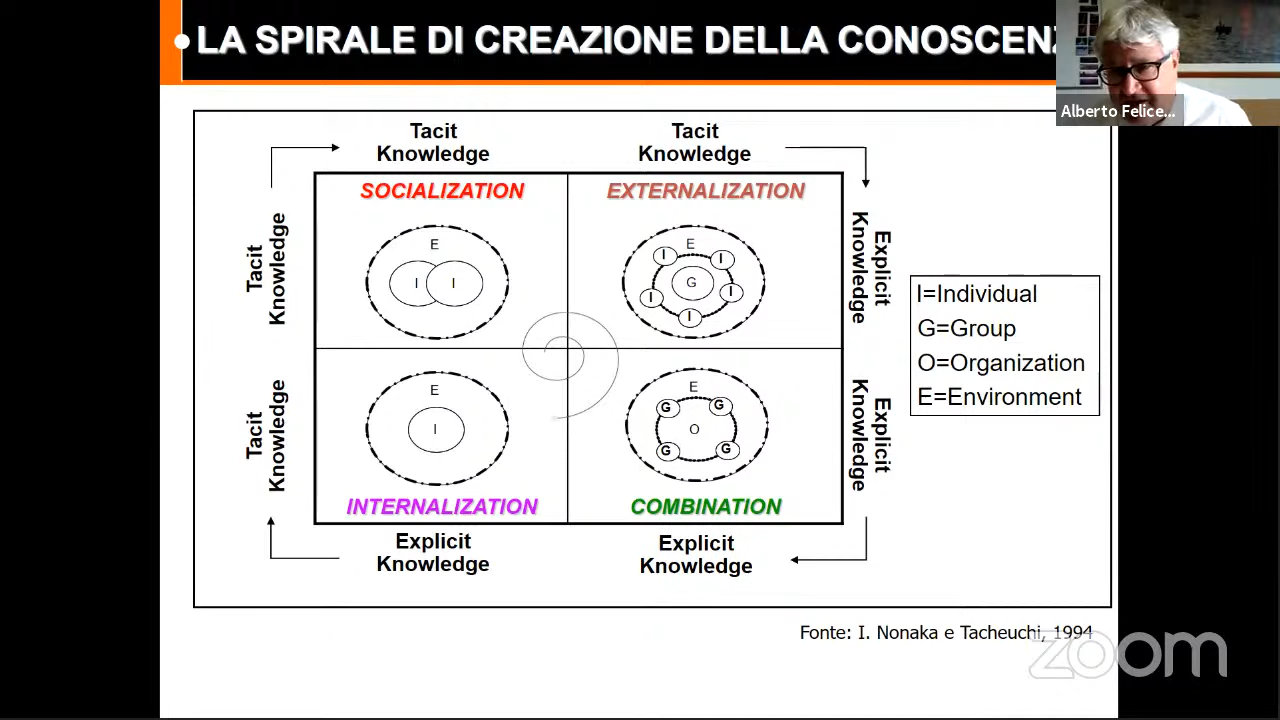 LA SPIRALE DI CREAZIONE DELLA CONOSCENZ
Alberto Felice...
Tacit
Knowledge
Tacit
Knowledge
SOCIALIZATION
EXTERNALIZATION
Tacit
Knowledge
E
I I
E
I I
G
I I
I
Explicit
Knowledge
I=Individual
G=Group
O=Organization
E=Environment
Tacit
Knowledge
E
I
E
G G
O
G G
Explicit
Knowledge
INTERNALIZATION
COMBINATION
Explicit
Knowledge
Explicit
Knowledge
Fonte: I. Nonaka e Tacheuchi, 1994
zoom